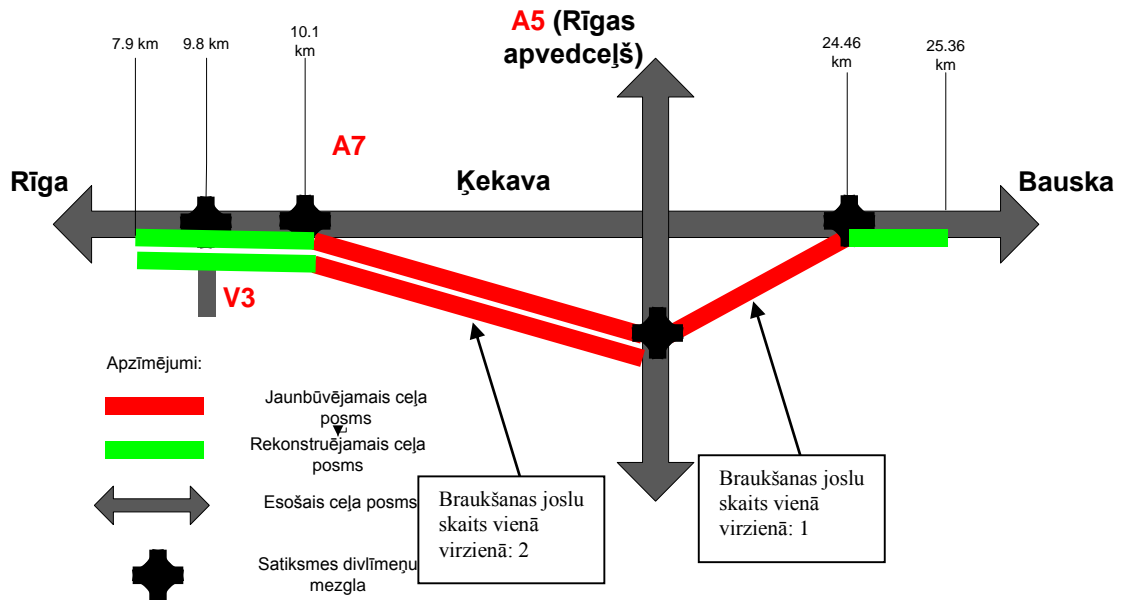 A5 (Rīgas
apvedceļš)
7.9 km
9.8 km
10.1
km
24.46
km
25.36
km
A7
Rīga
Ķekava
Bauska
V3
Apzīmējumi:
Jaunbūvējamais ceļa
posms
Rekonstruējamais ceļa
posms
Esošais ceļa posms
Satiksmes divlīmeņu
mezgla
Braukšanas joslu
skaits vienā
virzienā: 2
Braukšanas joslu
skaits vienā
virzienā: 1